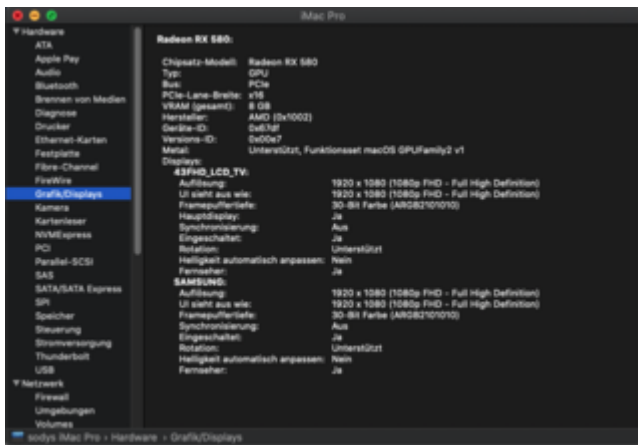 iMac Pro
Hardware
ATA
Apple Pay
Audio
Bluetooth
Brennen von Medien
Diagnose
Drucker
Ethernet-Karten
Festplatte
Fibre-Channel
FireWire
Grafik/Displays
Kamera
Kartenleser
NVMExpress
PCI
Parallel-SCSI
SAS
SATA/SATA Express
SPI
Speicher
Steuerung
Stromversorgung
Thunderbolt
USB
Netzwerk
Firewall
Umgebungen
Volumes
Radeon RX 580:
Chipsatz-Modell: Radeon RX 580
Typ: GPU
Bus: PCIe
PCIe-Lane-Breite: x16
VRAM (gesamt): 8 GB
Hersteller: AMD (0x1002)
Geräte-ID: 0x67df
Versions-ID: 0x00e7
Metal: Unterstützt, Funktionsset macOS GPUFamily2 v1
Displays:
43FHD_LCD_TV:
Auflösung: 1920 x 1080 (1080p FHD - Full High Definition)
UI sieht aus wie: 1920 x 1080 (1080p FHD - Full High Definition)
Framepuffertiefe: 30-Bit Farbe (ARGB2101010)
Hauptdisplay: Ja
Synchronisierung: Aus
Eingeschaltet: Ja
Rotation: Unterstützt
Helligkeit automatisch anpassen: Nein
Fernseher: Ja
SAMSUNG:
Auflösung: 1920 x 1080 (1080p FHD - Full High Definition)
UI sieht aus wie: 1920 x 1080 (1080p FHD - Full High Definition)
Framepuffertiefe: 30-Bit Farbe (ARGB2101010)
Synchronisierung: Aus
Eingeschaltet: Ja
Rotation: Unterstützt
Helligkeit automatisch anpassen: Nein
Fernseher: Ja
sodys iMac Pro › Hardware › Grafik/Displays